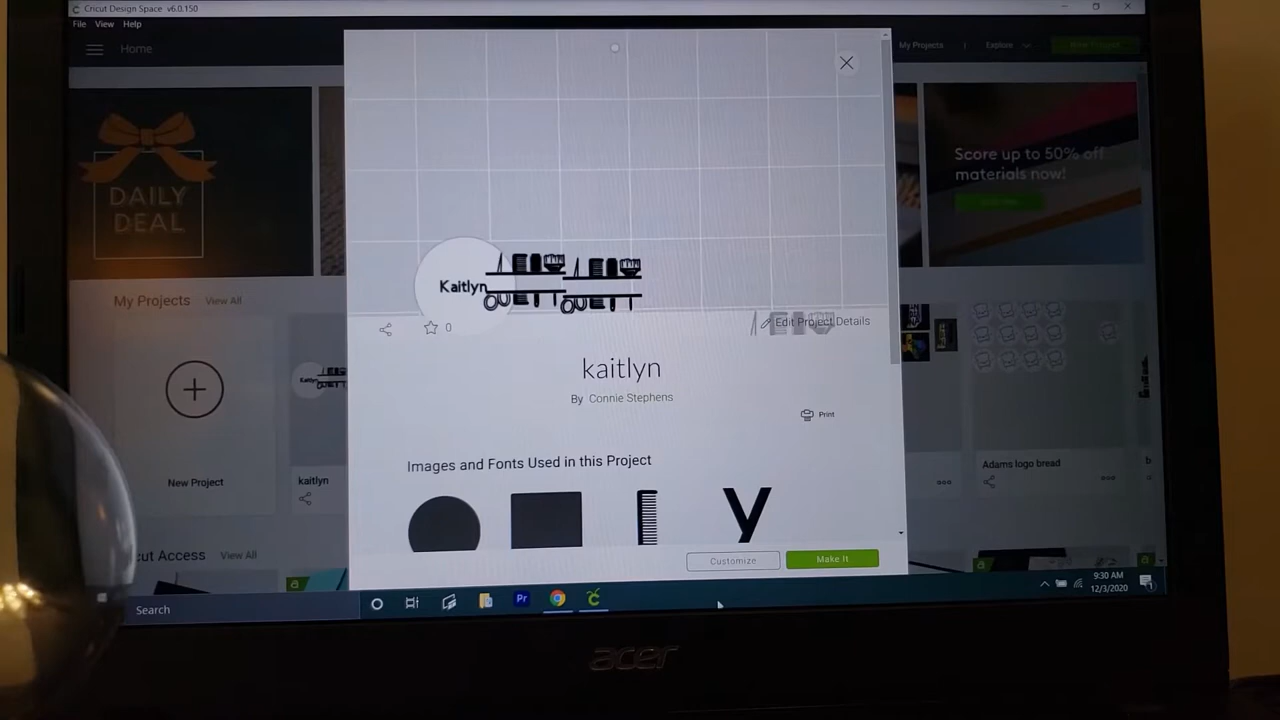 Cricut Design Space v6.0.150
File View Help
Home
My Projects
Explore
DAILY
DEAL
Score up to 50% off
materials now!
Kaitlyn
0
Edit Project Details
kaitlyn
By Connie Stephens
Print
Images and Fonts Used in this Project
y
Customize
Make It
My Projects View All
New Project
kaitlyn
Adams logo bread
b
cut Access View All
Search
Pr
9:30 AM
12/3/2020
1
acer